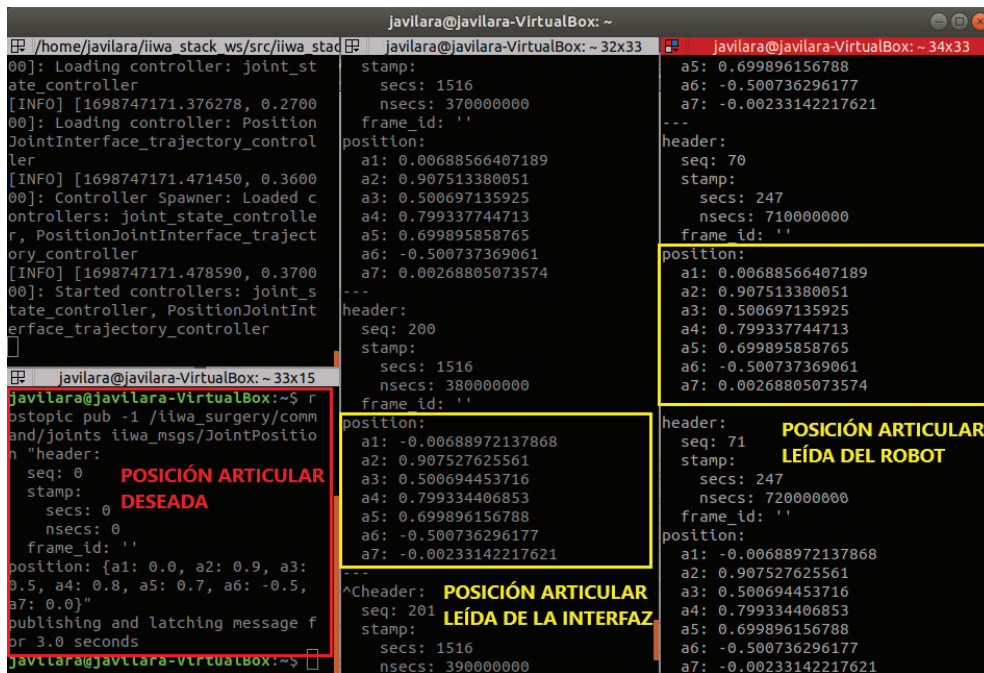 javilara@javilara-VirtualBox: ~
/home/javilara/iiwa_stack_ws/src/iiwa_stac
00]: Loading controller: joint_st
ate_controller
[INFO] [1698747171.376278, 0.2700
00]: Loading controller: Position
JointInterface_trajectory_control
ler
[INFO] [1698747171.471450, 0.3600
00]: Controller Spawner: Loaded c
ontrollers: joint_state_controlle
r, PositionJointInterface_traject
ory_controller
[INFO] [1698747171.478590, 0.3700
00]: Started controllers: joint_s
tate_controller, PositionJointInt
erface_trajectory_controller
javilara@javilara-VirtualBox: ~ 33x15
javilara@javilara-VirtualBox:~$ r
ostopic pub -1 /iiwa_surgery/comm
and/joints iiwa_msgs/JointPositio
n "header:
seq: 0
stamp:
secs: 0
nsecs: 0
frame_id: ''
position: {a1: 0.0, a2: 0.9, a3:
0.5, a4: 0.8, a5: 0.7, a6: -0.5,
a7: 0.0}"
publishing and latching message f
or 3.0 seconds
javilara@javilara-VirtualBox:~$
POSICIÓN ARTICULAR
DESEADA
javilara@javilara-VirtualBox: ~ 32x33
stamp:
secs: 1516
nsecs: 370000000
frame_id: ''
position:
a1: 0.00688566407189
a2: 0.907513380051
a3: 0.500697135925
a4: 0.799337744713
a5: 0.699895858765
a6: -0.500737369061
a7: 0.00268805073574
---
header:
seq: 200
stamp:
secs: 1516
nsecs: 380000000
frame_id: ''
position:
a1: -0.00688972137868
a2: 0.907527625561
a3: 0.500694453716
a4: 0.799334406853
a5: 0.699896156788
a6: -0.500736296177
a7: -0.00233142217621
---
^Cheader:
seq: 201
stamp:
secs: 1516
nsecs: 390000000
POSICIÓN ARTICULAR
LEÍDA DE LA INTERFAZ
javilara@javilara-VirtualBox: ~ 34x33
a5: 0.699896156788
a6: -0.500736296177
a7: -0.00233142217621
---
header:
seq: 70
stamp:
secs: 247
nsecs: 710000000
frame_id: ''
position:
a1: 0.00688566407189
a2: 0.907513380051
a3: 0.500697135925
a4: 0.799337744713
a5: 0.699895858765
a6: -0.500737369061
a7: 0.00268805073574
header:
seq: 71
stamp:
secs: 247
nsecs: 720000000
frame_id: ''
position:
a1: -0.00688972137868
a2: 0.907527625561
a3: 0.500694453716
a4: 0.799334406853
a5: 0.699896156788
a6: -0.500736296177
a7: -0.00233142217621
POSICIÓN ARTICULAR
LEÍDA DEL ROBOT